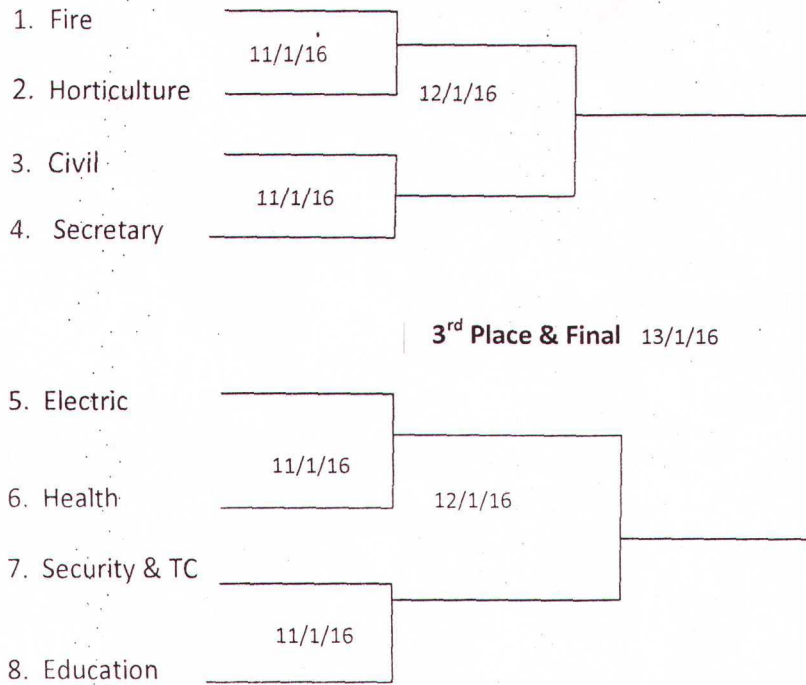 1. Fire
11/1/16
2. Horticulture
12/1/16
3. Civil
11/1/16
4. Secretary
3rd Place & Final 13/1/16
5. Electric
11/1/16
6. Health
12/1/16
7. Security & TC
11/1/16
8. Education